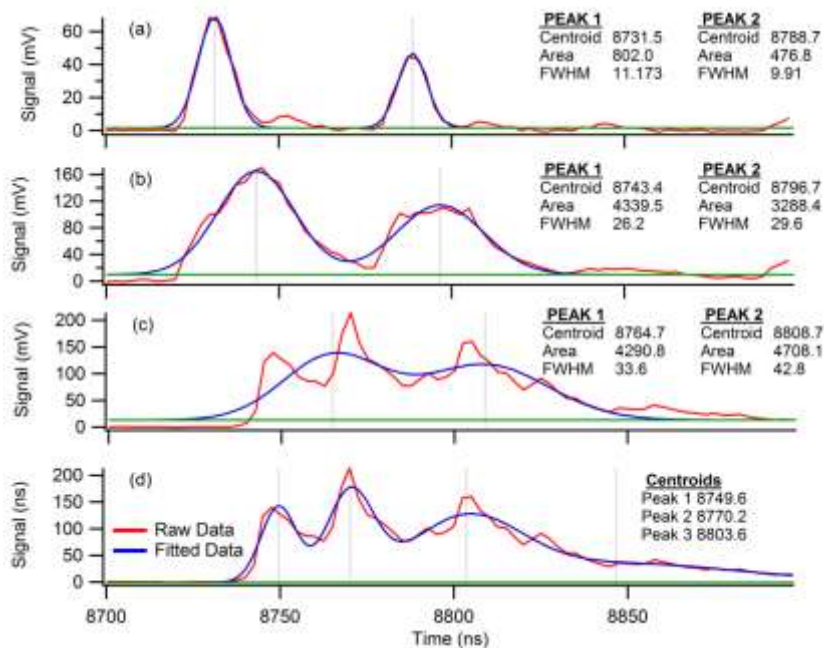 (a)
Signal (mV)
60
40
20
0
PEAK 1 PEAK 2
Centroid 8731.5 Centroid 8788.7
Area 802.0 Area 476.8
FWHM 11.173 FWHM 9.91
(b)
Signal (mV)
160
120
80
40
0
PEAK 1 PEAK 2
Centroid 8743.4 Centroid 8796.7
Area 4339.5 Area 3288.4
FWHM 26.2 FWHM 29.6
(c)
Signal (mV)
200
150
100
50
0
PEAK 1 PEAK 2
Centroid 8764.7 Centroid 8808.7
Area 4290.8 Area 4708.1
FWHM 33.6 FWHM 42.8
(d)
Signal (ns)
200
150
100
50
0
Raw Data
Fitted Data
Centroids
Peak 1 8749.6
Peak 2 8770.2
Peak 3 8803.6
8700 8750 8800 8850
Time (ns)